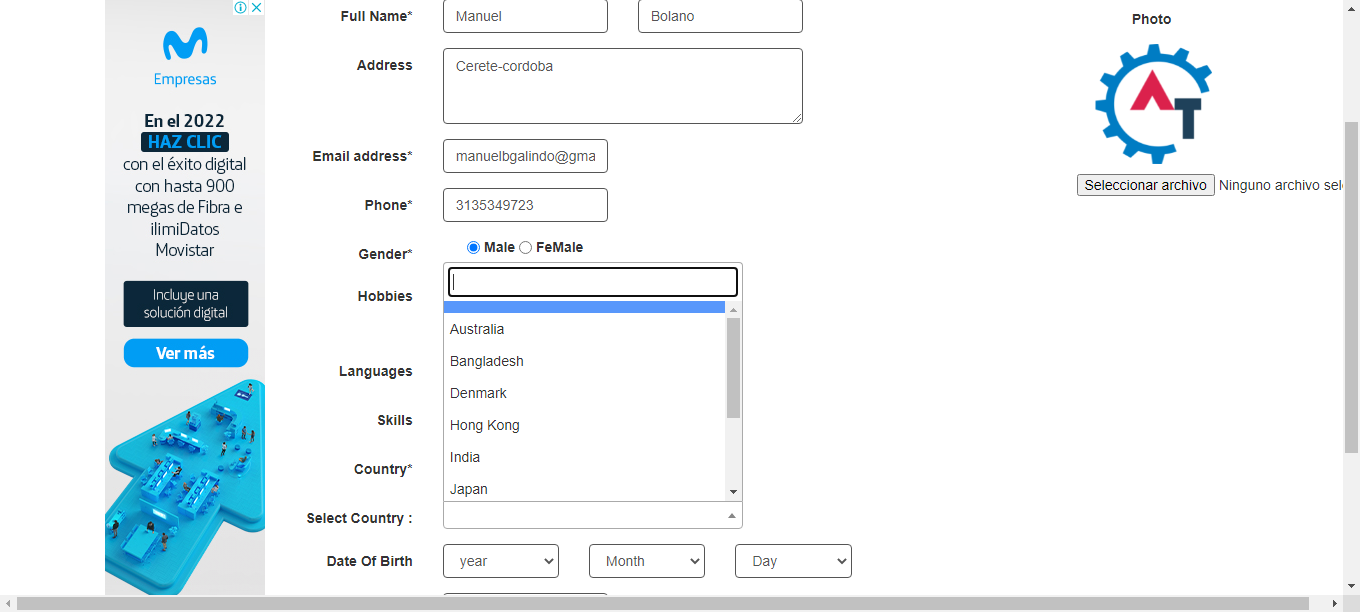 Empresas
En el 2022
HAZ CLIC
con el éxito digital
con hasta 900
megas de Fibra e
ilimiDatos
Movistar
Incluye una
solución digital
Ver más
Full Name*
Manuel
Bolano
Address
Cerete-cordoba
Email address*
manuelbgalindo@gma
Phone*
3135349723
Gender*
Male
FeMale
Hobbies
Australia
Bangladesh
Denmark
Hong Kong
India
Japan
Languages
Skills
Country*
Select Country :
Date Of Birth
year
Month
Day
Photo
AT
Seleccionar archivo
Ninguno archivo sel